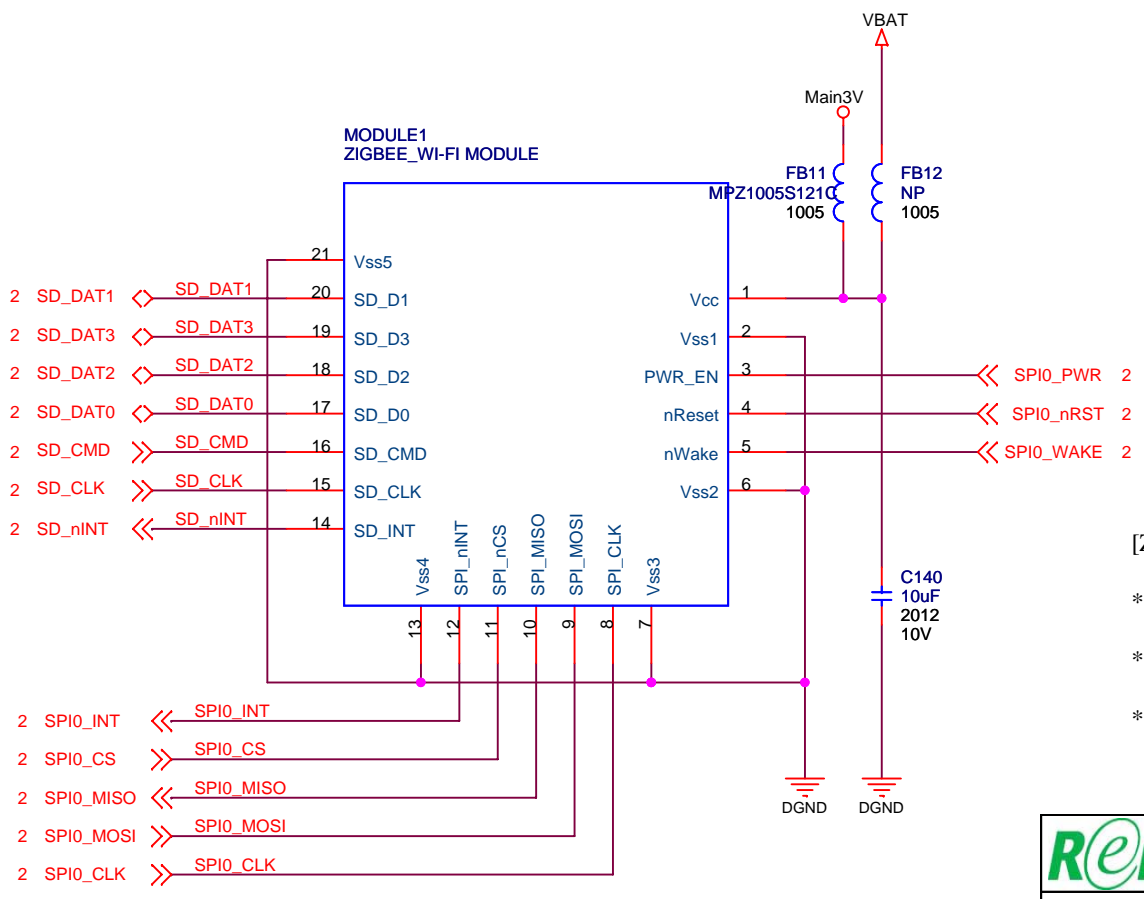 VBAT
Main3V
MODULE1
ZIGBEE_WI-FI MODULE
FB11
MPZ1005S121C
1005
FB12
NP
1005
21 Vss5
2 SD_DAT1 SD_DAT1 20 SD_D1
2 SD_DAT3 SD_DAT3 19 SD_D3
2 SD_DAT2 SD_DAT2 18 SD_D2
2 SD_DAT0 SD_DAT0 17 SD_D0
2 SD_CMD SD_CMD 16 SD_CMD
2 SD_CLK SD_CLK 15 SD_CLK
2 SD_nINT SD_nINT 14 SD_INT
Vcc 1
Vss1 2
PWR_EN 3 SPI0_PWR 2
nReset 4 SPI0_nRST 2
nWake 5 SPI0_WAKE 2
Vss2 6
Vss4 13
SPI_nINT 12
SPI_nCS 11
SPI_MISO 10
SPI_MOSI 9
SPI_CLK 8
Vss3 7
C140
10uF
2012
10V
[
*
*
*
2 SPI0_INT SPI0_INT
2 SPI0_CS SPI0_CS
2 SPI0_MISO SPI0_MISO
2 SPI0_MOSI SPI0_MOSI
2 SPI0_CLK SPI0_CLK
DGND
DGND